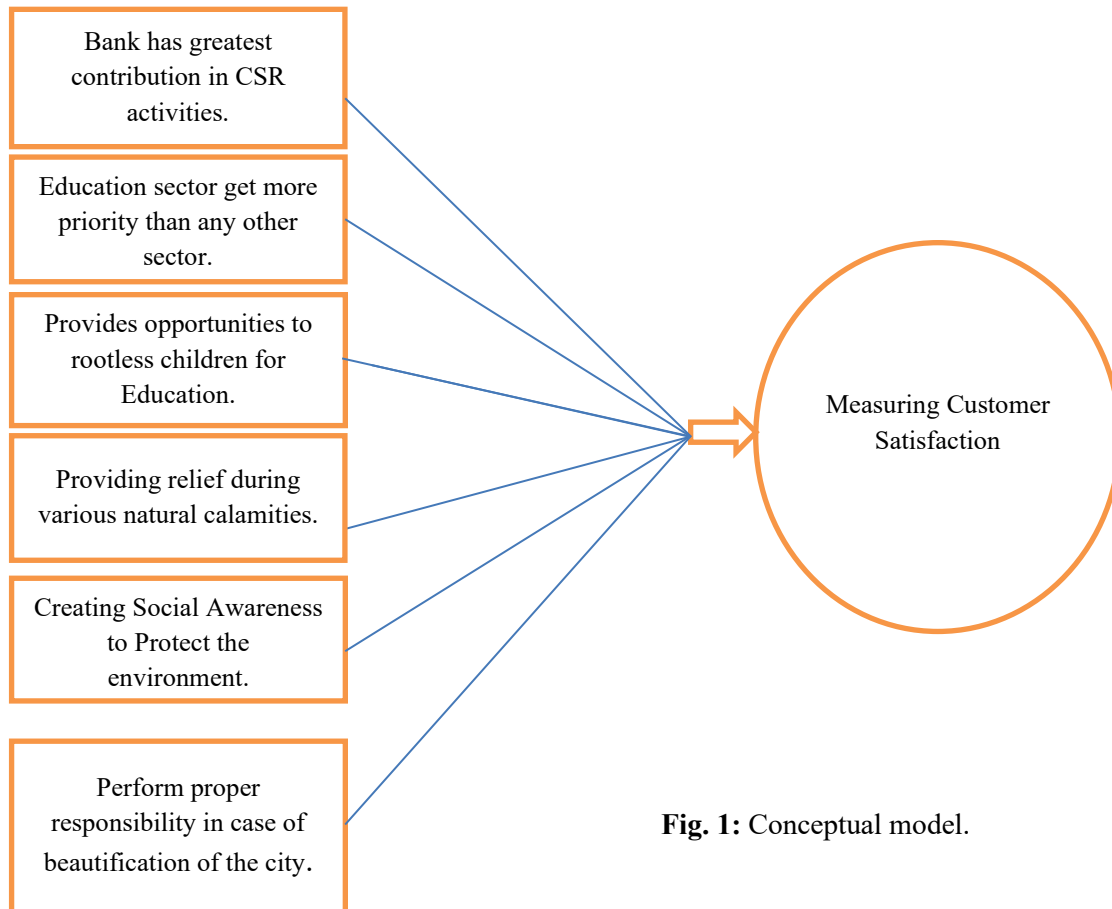 Bank has greatest
contribution in CSR
activities.
Education sector get more
priority than any other
sector.
Provides opportunities to
rootless children for
Education.
Providing relief during
various natural calamities.
Creating Social Awareness
to Protect the
environment.
Perform proper
responsibility in case of
beautification of the city.
Measuring Customer
Satisfaction
Fig. 1: Conceptual model.